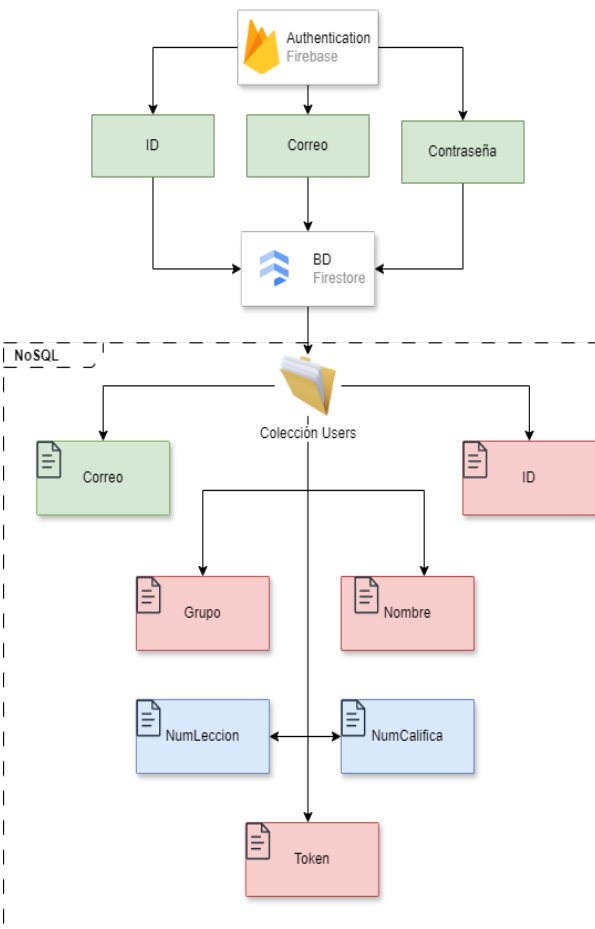 Authentication
Firebase
ID
Correo
Contraseña
BD
Firestore
NoSQL
Colección Users
Correo
ID
Grupo
Nombre
NumLeccion
NumCalifica
Token